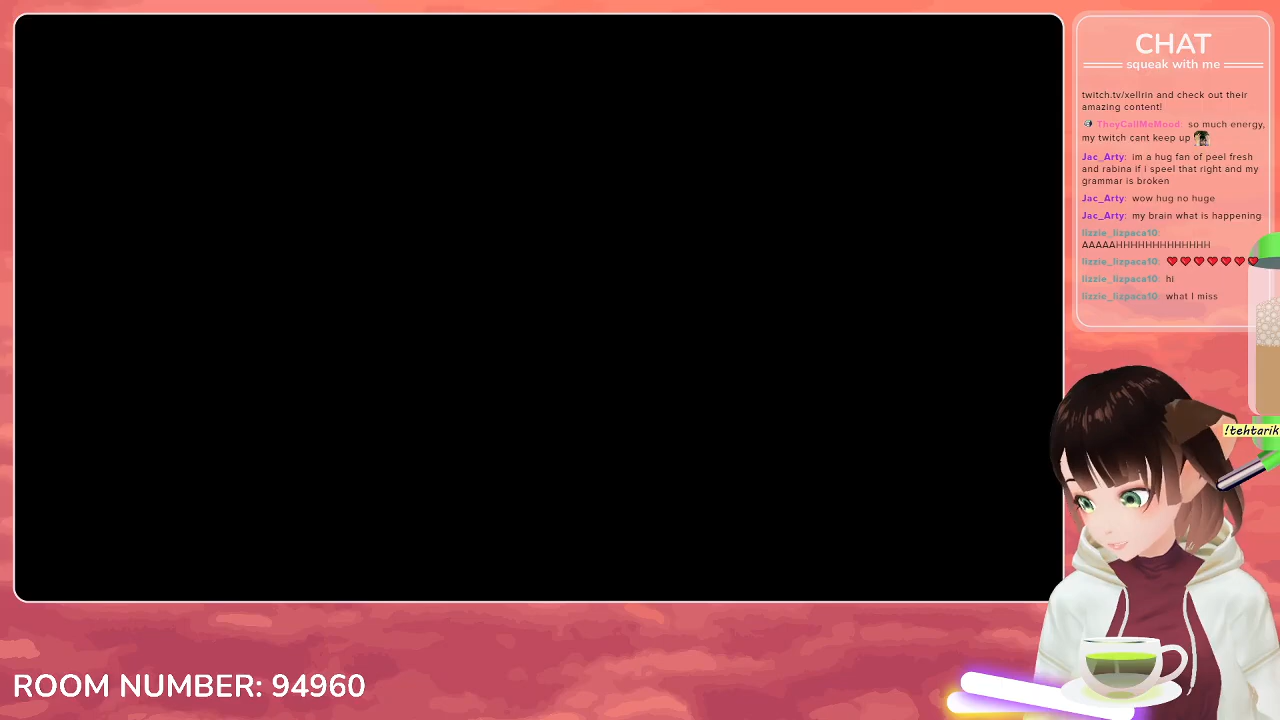 CHAT
squeak with me
twitch.tv/xellrin and check out their
amazing content!
TheyCallMeMood: so much energy,
my twitch cant keep up
Jac_Arty: im a hug fan of peel fresh
and rabina if i speel that right and my
grammar is broken
Jac_Arty: wow hug no huge
Jac_Arty: my brain what is happening
lizzie_lizpaca10:
AAAAAHHHHHHHHHHHHH
lizzie_lizpaca10: ♥♥♥♥♥♥♥
lizzie_lizpaca10: hi
lizzie_lizpaca10: what I miss
!tehtarik
ROOM NUMBER: 94960